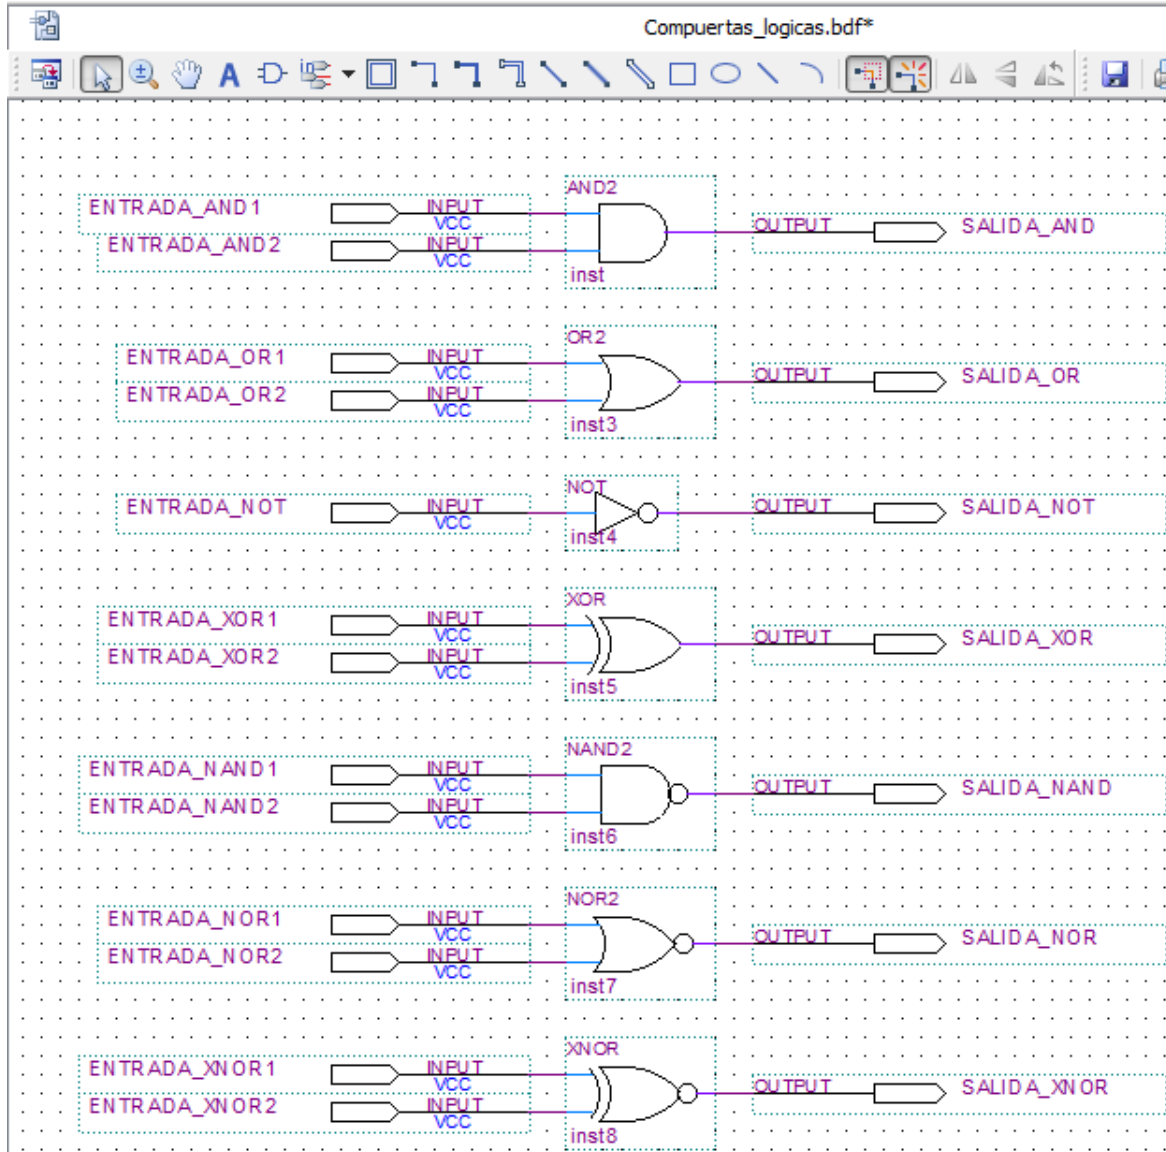 Compuertas_logicas.bdf*
A
AND2
ENTRADA_AND1 INPUT
VCC
OUTPUT SALIDA_AND
ENTRADA_AND2 INPUT
VCC
inst
OR2
ENTRADA_OR1 INPUT
VCC
OUTPUT SALIDA_OR
ENTRADA_OR2 INPUT
VCC
inst3
NOT
ENTRADA_NOT INPUT OUTPUT SALIDA_NOT
VCC
inst4
XOR
ENTRADA_XOR1 INPUT
VCC
OUTPUT SALIDA_XOR
ENTRADA_XOR2 INPUT
VCC
inst5
NAND2
ENTRADA_NAND1 INPUT
VCC
OUTPUT SALIDA_NAND
ENTRADA_NAND2 INPUT
VCC
inst6
NOR2
ENTRADA_NOR1 INPUT
VCC
OUTPUT SALIDA_NOR
ENTRADA_NOR2 INPUT
VCC
inst7
XNOR
ENTRADA_XNOR1 INPUT
VCC
OUTPUT SALIDA_XNOR
ENTRADA_XNOR2 INPUT
VCC
inst8